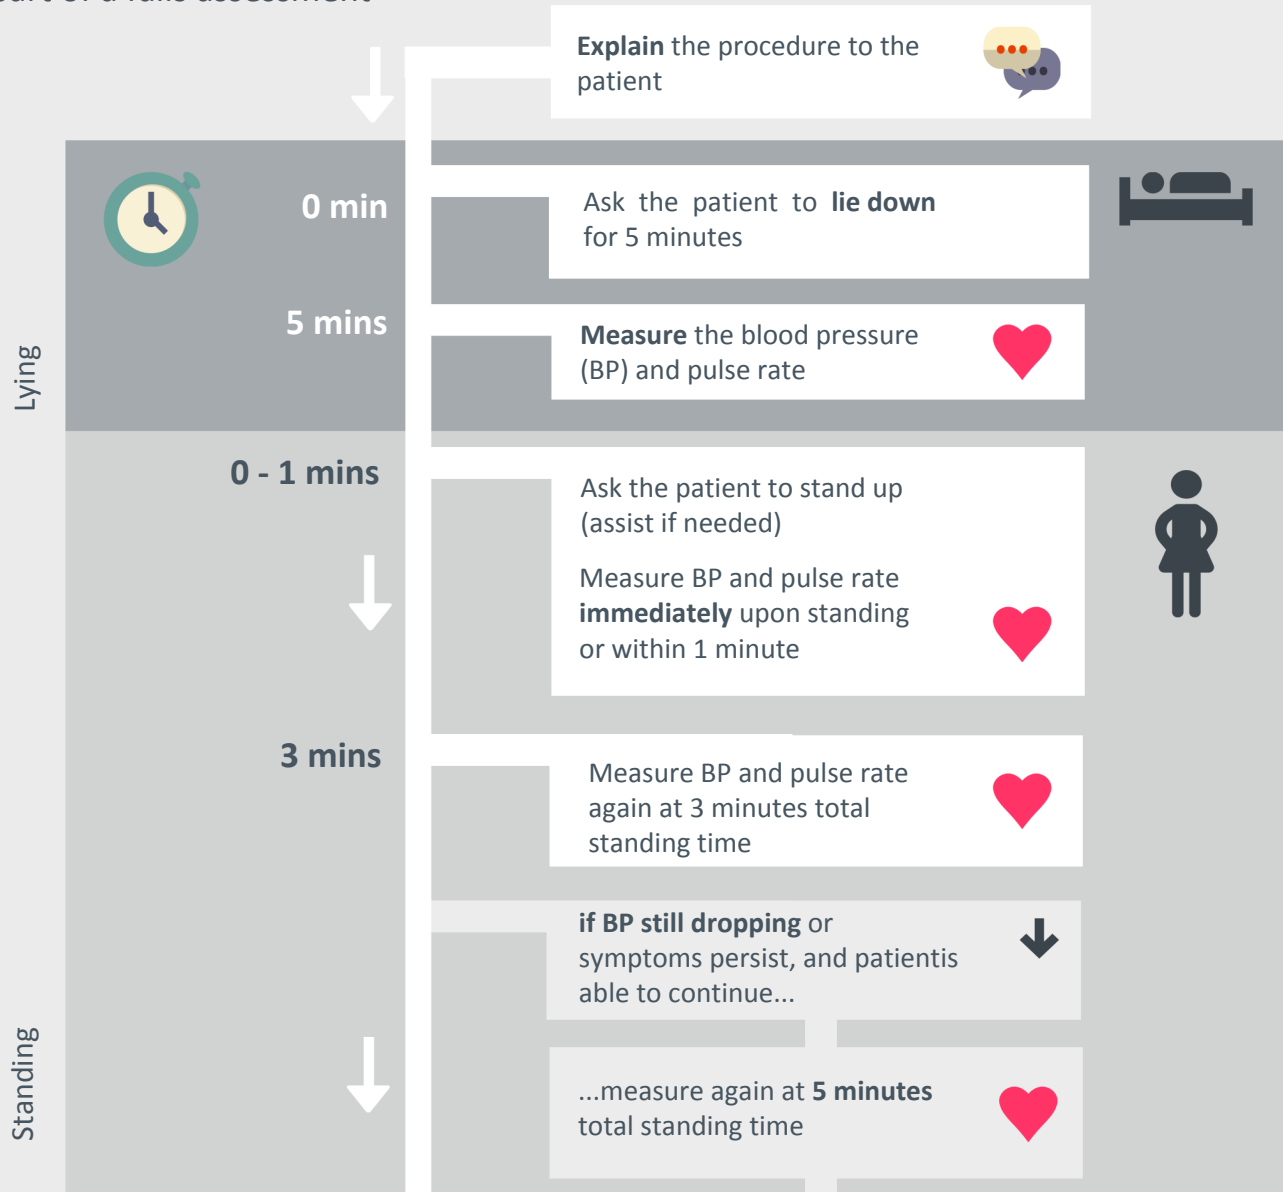 part of a falls assessment
Explain the procedure to the
patient
0 min
Ask the patient to lie down
for 5 minutes
5 mins
Measure the blood pressure
(BP) and pulse rate
Lying
0 - 1 mins
Ask the patient to stand up
(assist if needed)
Measure BP and pulse rate
immediately upon standing
or within 1 minute
3 mins
Measure BP and pulse rate
again at 3 minutes total
standing time
if BP still dropping or
symptoms persist, and patientis
able to continue...
Standing
...measure again at 5 minutes
total standing time